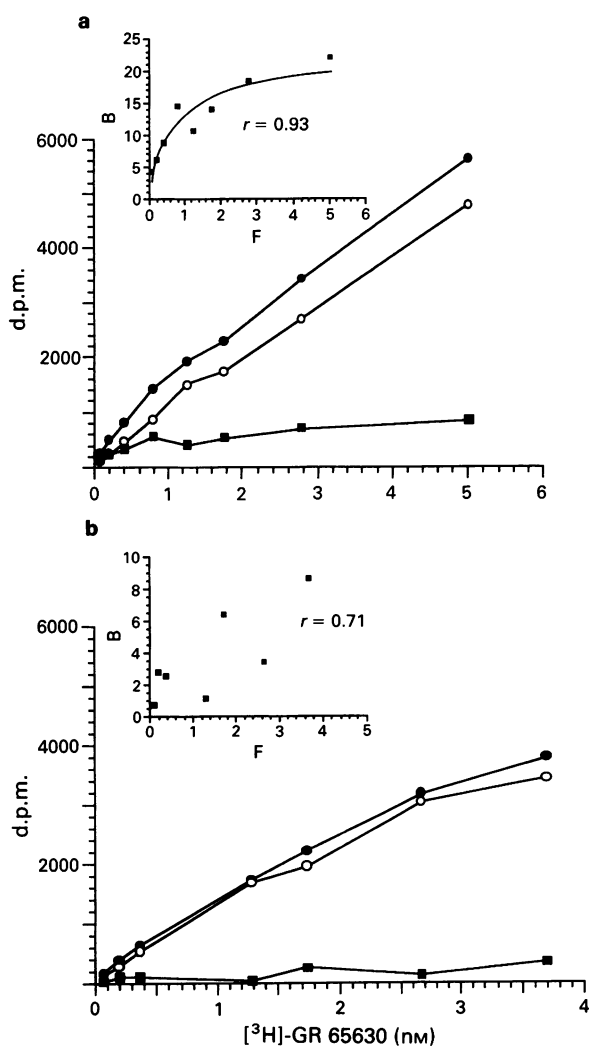 a
25
20
15
10
5
0
B
r = 0.93
0 1 2 3 4 5 6
F
6000
4000
2000
d.p.m.
0 1 2 3 4 5 6
b
10
8
6
4
2
0
B
r = 0.71
0 1 2 3 4 5
F
6000
4000
2000
d.p.m.
0 1 2 3 4
[³H]-GR 65630 (nM)